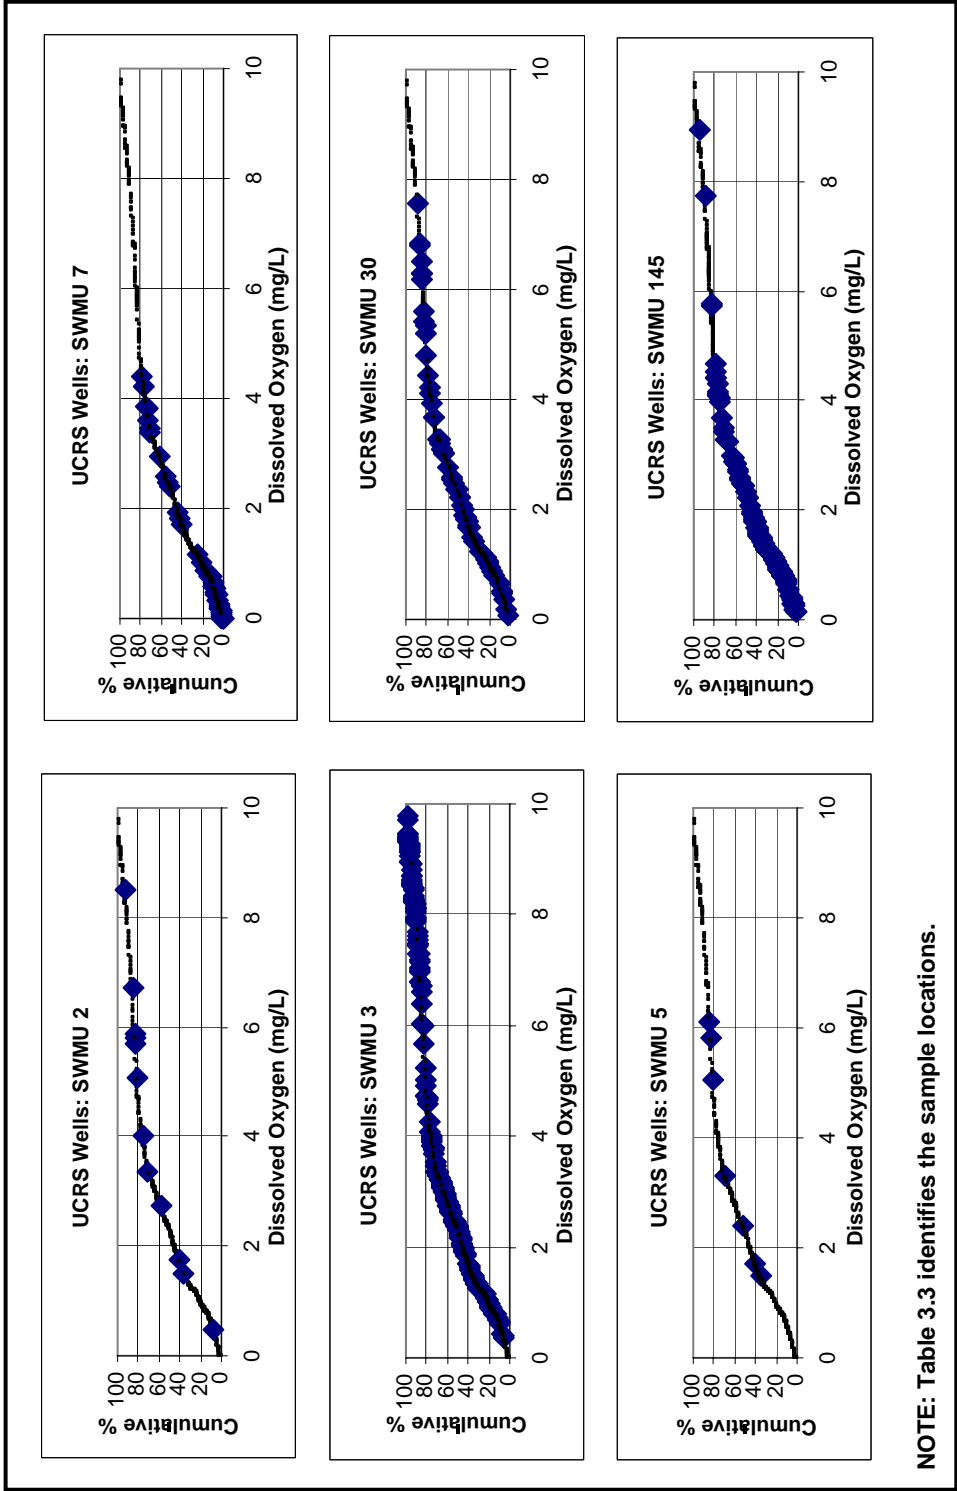 UCRS Wells: SWMU 2
Cumulative %
100
80
60
40
20
0
0 2 4 6 8 10
Dissolved Oxygen (mg/L)
UCRS Wells: SWMU 7
Cumulative %
100
80
60
40
20
0
0 2 4 6 8 10
Dissolved Oxygen (mg/L)
UCRS Wells: SWMU 3
Cumulative %
100
80
60
40
20
0
0 2 4 6 8 10
Dissolved Oxygen (mg/L)
UCRS Wells: SWMU 30
Cumulative %
100
80
60
40
20
0
0 2 4 6 8 10
Dissolved Oxygen (mg/L)
UCRS Wells: SWMU 5
Cumulative %
100
80
60
40
20
0
0 2 4 6 8 10
Dissolved Oxygen (mg/L)
UCRS Wells: SWMU 145
Cumulative %
100
80
60
40
20
0
0 2 4 6 8 10
Dissolved Oxygen (mg/L)
NOTE: Table 3.3 identifies the sample locations.